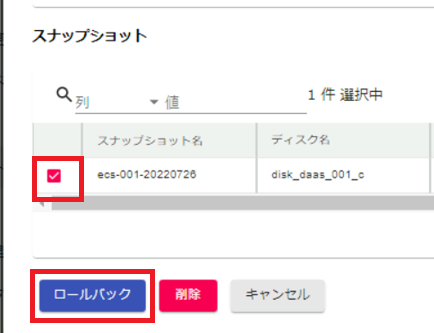 スナップショット
列 値 1 件 選択中
スナップショット名 ディスク名
ecs-001-20220726 disk_daas_001_c
ロールバック 削除 キャンセル